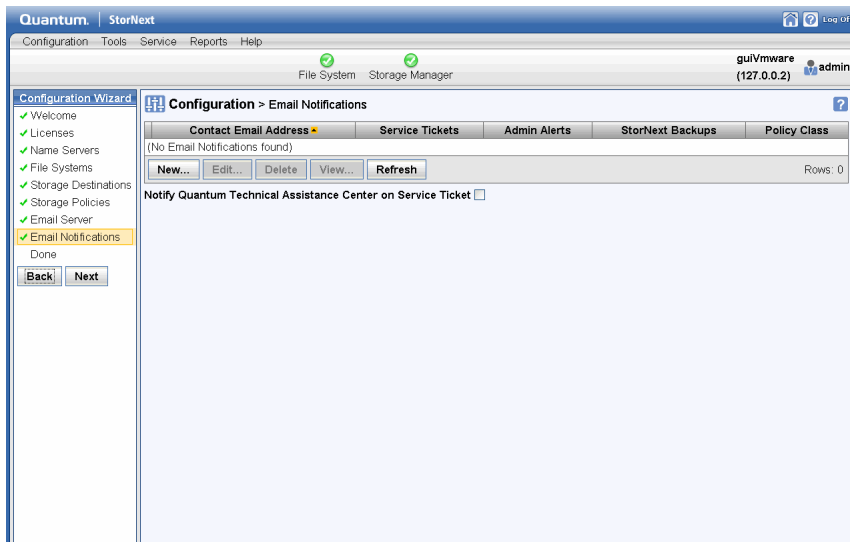 Quantum. StorNext Log Of
Configuration Tools Service Reports Help
File System Storage Manager
guiVmware
(127.0.0.2)
admin
Configuration Wizard
Welcome
Licenses
Name Servers
File Systems
Storage Destinations
Storage Policies
Email Server
Email Notifications
Done
Back Next
Configuration > Email Notifications ?
Contact Email Address Service Tickets Admin Alerts StorNext Backups Policy Class
(No Email Notifications found)
New... Edit... Delete View... Refresh Rows: 0
Notify Quantum Technical Assistance Center on Service Ticket